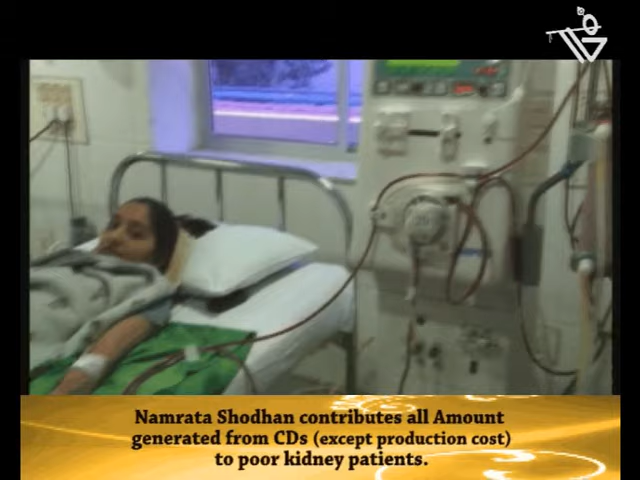 Namrata Shodhan contributes all Amount
generated from CDs (except production cost)
to poor kidney patients.